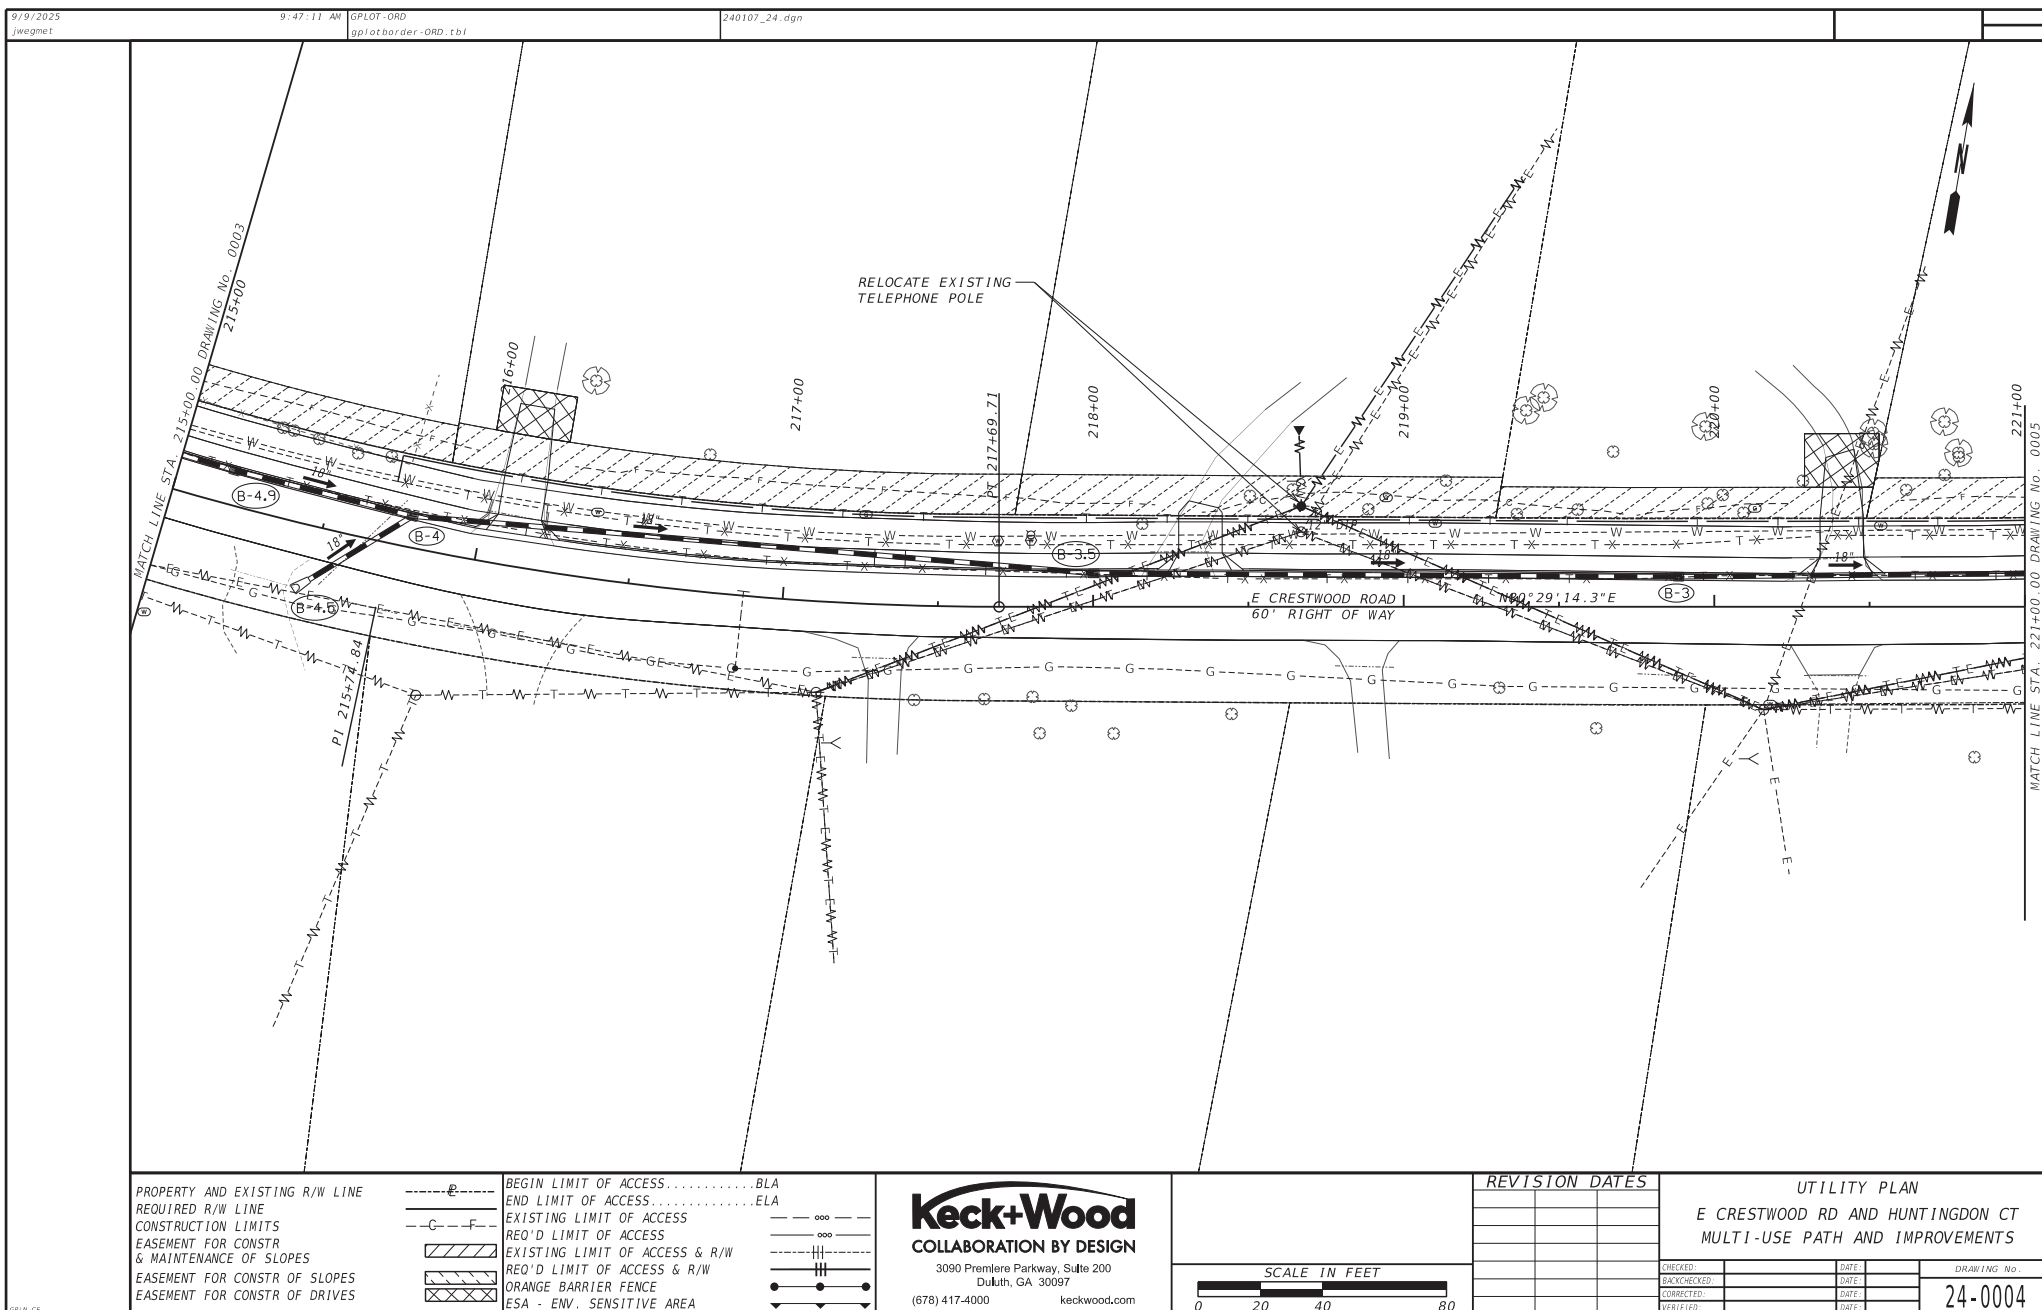 9/9/2025
9:47:11 AM
GPLOT-ORD
240107_24.dgn
jwegmet
gplotborder-ORD.tbl
MATCH LINE STA. 215+00.00 DRAWING No. 0003
215+00
216+00
217+00
PI 217+69.71
218+00
219+00
220+00
221+00
MATCH LINE STA. 221+00.00 DRAWING No. 0005
N
RELOCATE EXISTING
TELEPHONE POLE
18"
B-4.9
18"
B-4
18"
B-4.5
B-3.5
18"
18"
B-3
E CRESTWOOD ROAD
60' RIGHT OF WAY
PI 215+74.84
PROPERTY AND EXISTING R/W LINE
REQUIRED R/W LINE
CONSTRUCTION LIMITS
C F
EASEMENT FOR CONSTR
& MAINTENANCE OF SLOPES
EASEMENT FOR CONSTR OF SLOPES
EASEMENT FOR CONSTR OF DRIVES
BEGIN LIMIT OF ACCESS............BLA
END LIMIT OF ACCESS..............ELA
EXISTING LIMIT OF ACCESS
REQ'D LIMIT OF ACCESS
EXISTING LIMIT OF ACCESS & R/W
REQ'D LIMIT OF ACCESS & R/W
ORANGE BARRIER FENCE
ESA - ENV. SENSITIVE AREA
Keck+Wood
COLLABORATION BY DESIGN
3090 Premiere Parkway, Suite 200
Duluth, GA 30097
(678) 417-4000
keckwood.com
SCALE IN FEET
0 20 40 80
REVISION DATES
UTILITY PLAN
E CRESTWOOD RD AND HUNTINGDON CT
MULTI-USE PATH AND IMPROVEMENTS
CHECKED: DATE:
BACKCHECKED: DATE:
CORRECTED: DATE:
VERIFIED: DATE:
DRAWING No.
24-0004